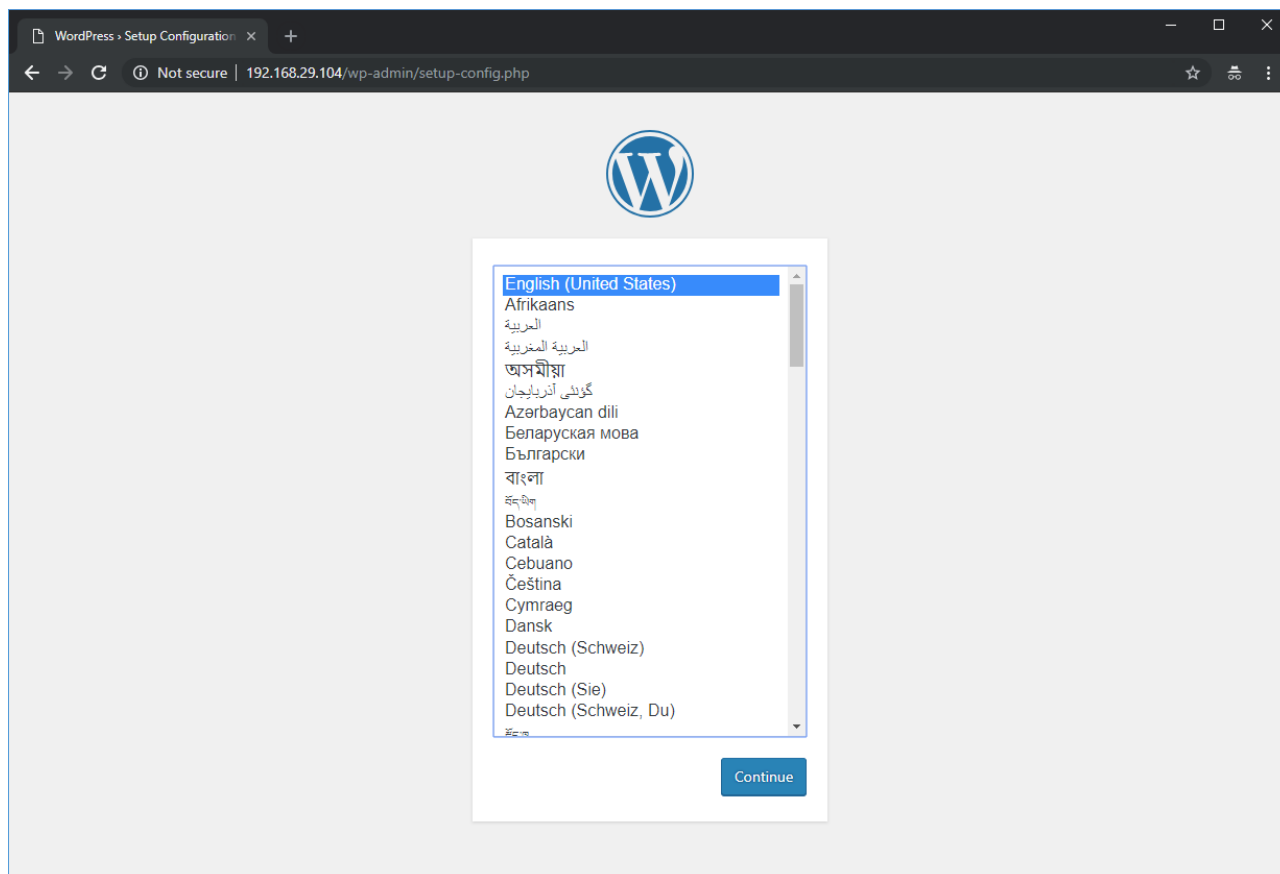 WordPress › Setup Configuration
Not secure | 192.168.29.104/wp-admin/setup-config.php
English (United States)
Afrikaans
العربية
العربية المغربية
অসমীয়া
گؤنئی آذربایجان
Azərbaycan dili
Беларуская мова
Български
বাংলা
བོད་ཡིག
Bosanski
Català
Cebuano
Čeština
Cymraeg
Dansk
Deutsch (Schweiz)
Deutsch
Deutsch (Sie)
Deutsch (Schweiz, Du)
Continue